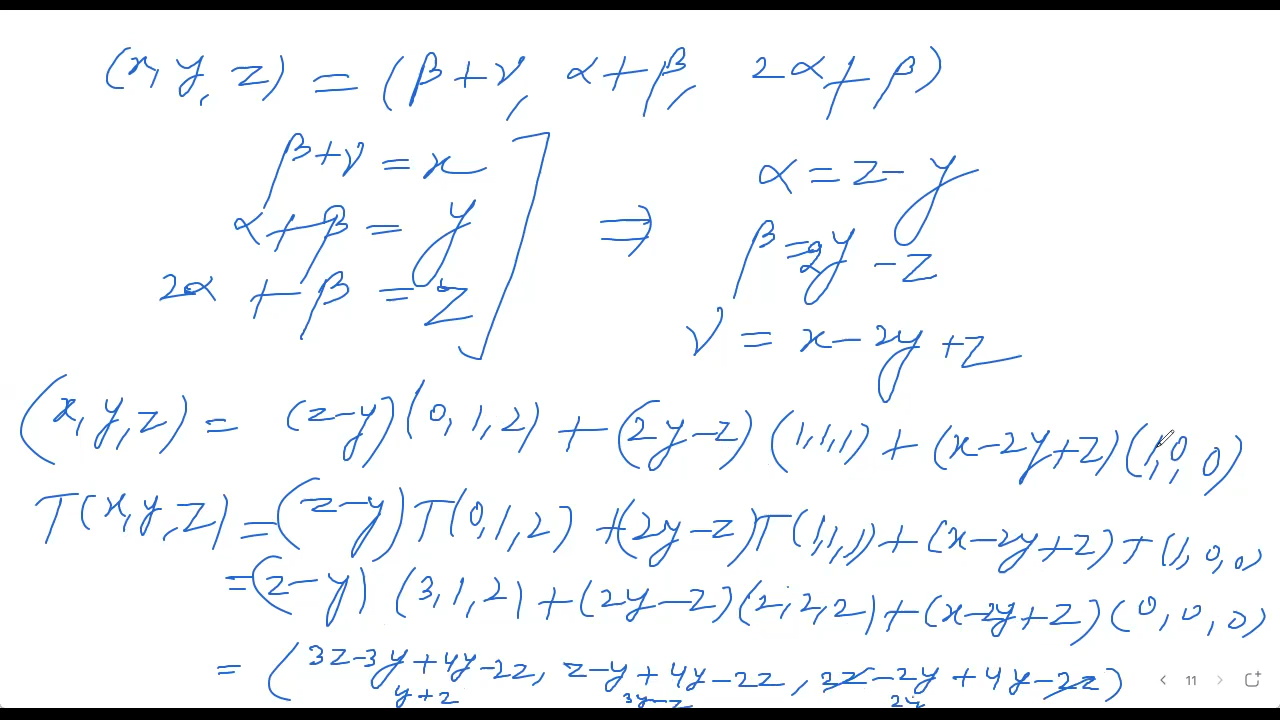 (x, y, z) = (β+ν, α+β, 2α+β)
β+ν = x
α+β = y
2α + β = z
⇒
α = z-y
β = 2y - z
ν = x - 2y + z
(x, y, z) = (z-y)(0, 1, 2) + (2y-z)(1,1,1) + (x-2y+z)(1, 0, 0)
T(x, y, z) = (z-y)T(0,1,2) + (2y-z)T(1,1,1) + (x-2y+z)T(1, 0, 0)
= (z-y) (3,1,2) + (2y-z)(2,2,2) + (x-2y+z)(0, 0, 0)
= (3z-3y+4y-2z, z-y+4y-2z, 2z-2y+4y-2z)
y+z 3y-z 2y
< 11 >